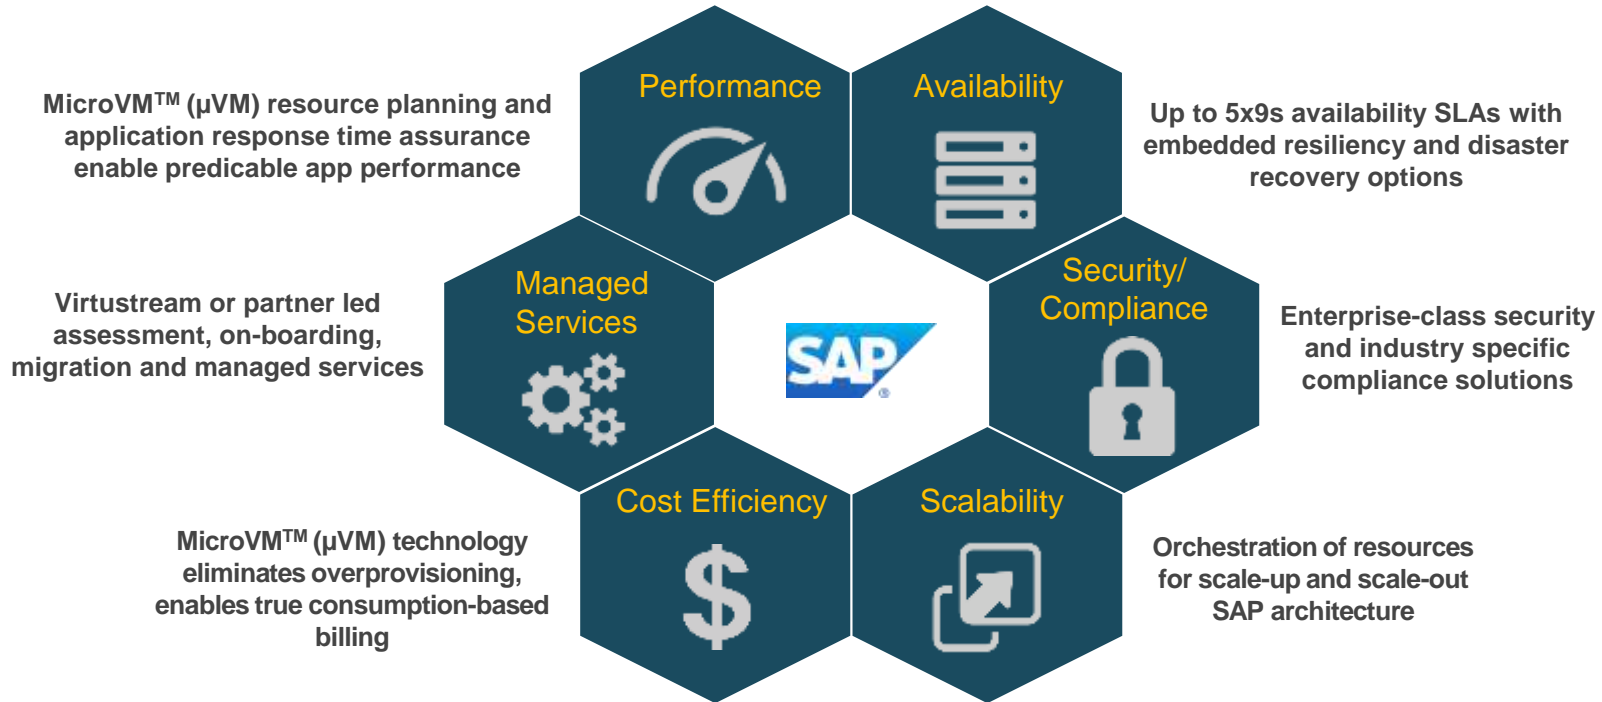 Performance
MicroVM™ (µVM) resource planning and
application response time assurance
enable predicable app performance
Availability
Up to 5x9s availability SLAs with
embedded resiliency and disaster
recovery options
Managed
Services
Virtustream or partner led
assessment, on-boarding,
migration and managed services
SAP
®
Security/
Compliance
Enterprise-class security
and industry specific
compliance solutions
Cost Efficiency
$
MicroVM™ (µVM) technology
eliminates overprovisioning,
enables true consumption-based
billing
Scalability
Orchestration of resources
for scale-up and scale-out
SAP architecture